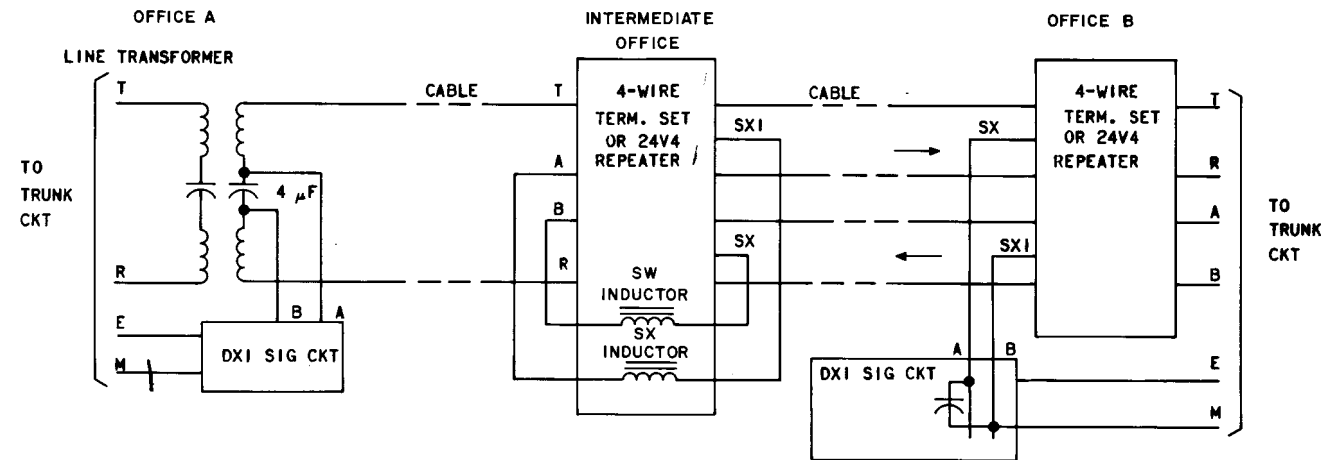 OFFICE A
INTERMEDIATE
OFFICE
OFFICE B
LINE TRANSFORMER
T
CABLE
T
4-WIRE
TERM. SET
OR 24V4
REPEATER
CABLE
SX1
SX
4-WIRE
TERM. SET
OR 24V4
REPEATER
T
TO
TRUNK
CKT
4 μF
A
B
R
SX
SX1
R
A
B
TO
TRUNK
CKT
R
SW
INDUCTOR
SX
INDUCTOR
E
M
B A
DX1 SIG CKT
A B
DX1 SIG CKT
E
M